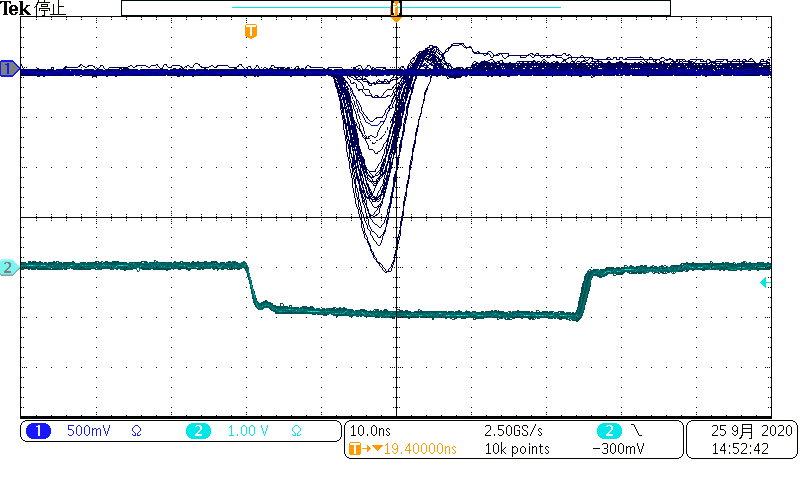 Tek 停止
T
1
2
1 500mV Ω 2 1.00 V Ω
10.0ns 2.50GS/s 2
T→▼19.40000ns 10k points −300mV
25 9月 2020
14:52:42